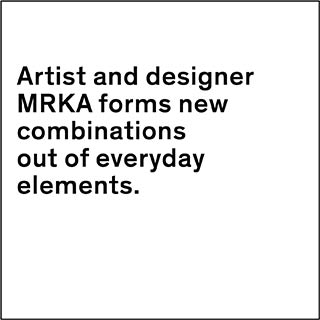 Artist and designer
MRKA forms new
combinations
out of everyday
elements.